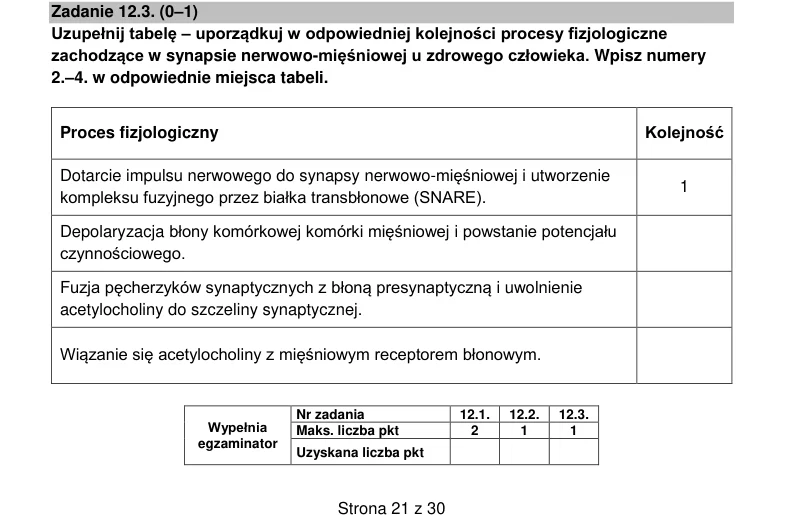 Zadanie 12.3. (0–1)
Uzupełnij tabelę – uporządkuj w odpowiedniej kolejności procesy fizjologiczne
zachodzące w synapsie nerwowo-mięśniowej u zdrowego człowieka. Wpisz numery
2.–4. w odpowiednie miejsca tabeli.
Proces fizjologiczny Kolejność
Dotarcie impulsu nerwowego do synapsy nerwowo-mięśniowej i utworzenie
kompleksu fuzyjnego przez białka transbłonowe (SNARE). 1
Depolaryzacja błony komórkowej komórki mięśniowej i powstanie potencjału
czynnościowego.
Fuzja pęcherzyków synaptycznych z błoną presynaptyczną i uwolnienie
acetylocholiny do szczeliny synaptycznej.
Wiązanie się acetylocholiny z mięśniowym receptorem błonowym.
Wypełnia
egzaminator
Nr zadania 12.1. 12.2. 12.3.
Maks. liczba pkt 2 1 1
Uzyskana liczba pkt
Strona 21 z 30